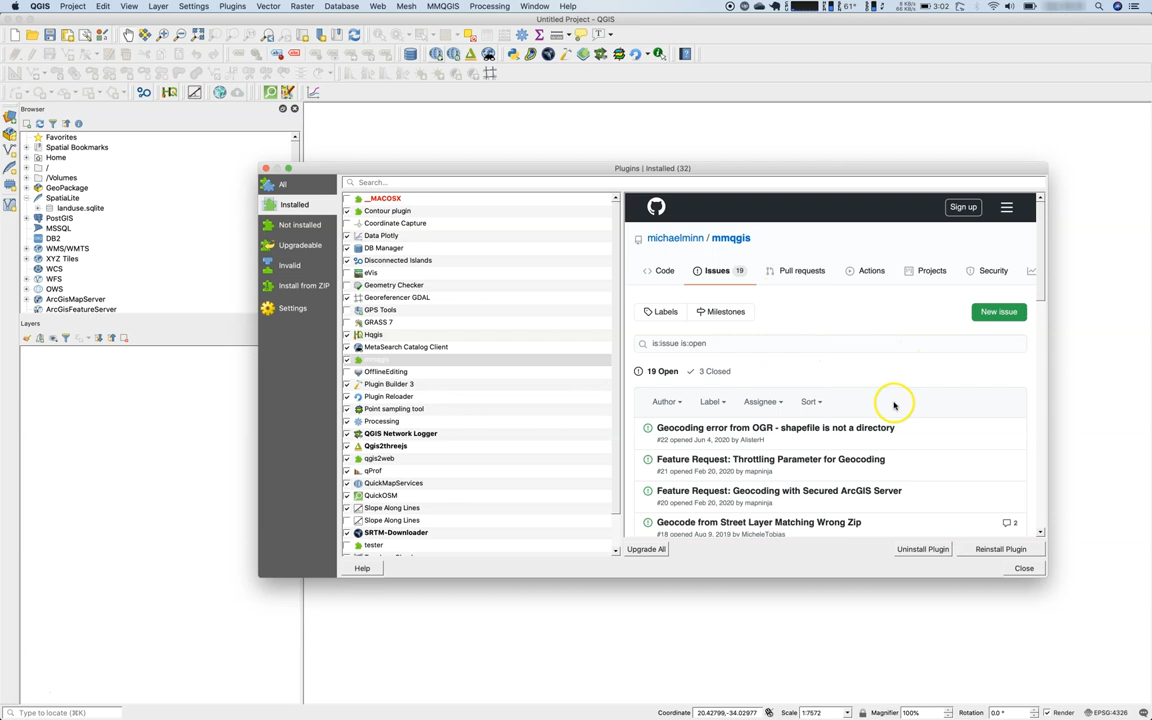 QGIS Project Edit View Layer Settings Plugins Vector Raster Database Web Mesh MMQGIS Processing Window Help
61° 3:02
Untitled Project - QGIS
Browser
Favorites
Spatial Bookmarks
Home
/
/Volumes
GeoPackage
SpatiaLite
landuse.sqlite
PostGIS
MSSQL
DB2
WMS/WMTS
XYZ Tiles
WCS
WFS
OWS
ArcGisMapServer
ArcGisFeatureServer
Layers
Plugins | Installed (32)
All
Installed
Not installed
Upgradeable
Invalid
Install from ZIP
Settings
Search...
__MACOSX
Contour plugin
Coordinate Capture
Data Plotly
DB Manager
Disconnected Islands
eVis
Geometry Checker
Georeferencer GDAL
GPS Tools
GRASS 7
Hqgis
MetaSearch Catalog Client
mmqgis
OfflineEditing
Plugin Builder 3
Plugin Reloader
Point sampling tool
Processing
QGIS Network Logger
Qgis2threejs
qgis2web
qProf
QuickMapServices
QuickOSM
Slope Along Lines
Slope Along Lines
SRTM-Downloader
tester
Sign up
michaelminn / mmqgis
Code Issues 19 Pull requests Actions Projects Security
Labels Milestones New issue
is:issue is:open
19 Open 3 Closed
Author Label Assignee Sort
Geocoding error from OGR - shapefile is not a directory
#22 opened Jun 4, 2020 by AlisterH
Feature Request: Throttling Parameter for Geocoding
#21 opened Feb 20, 2020 by mapninja
Feature Request: Geocoding with Secured ArcGIS Server
#20 opened Feb 20, 2020 by mapninja
Geocode from Street Layer Matching Wrong Zip 2
#18 opened Aug 9, 2019 by MicheleTobias
Upgrade All Uninstall Plugin Reinstall Plugin
Help Close
Type to locate (⌘K) Coordinate 20.42799,-34.02977 Scale 1:7572 Magnifier 100% Rotation 0.0 ° Render EPSG:4326